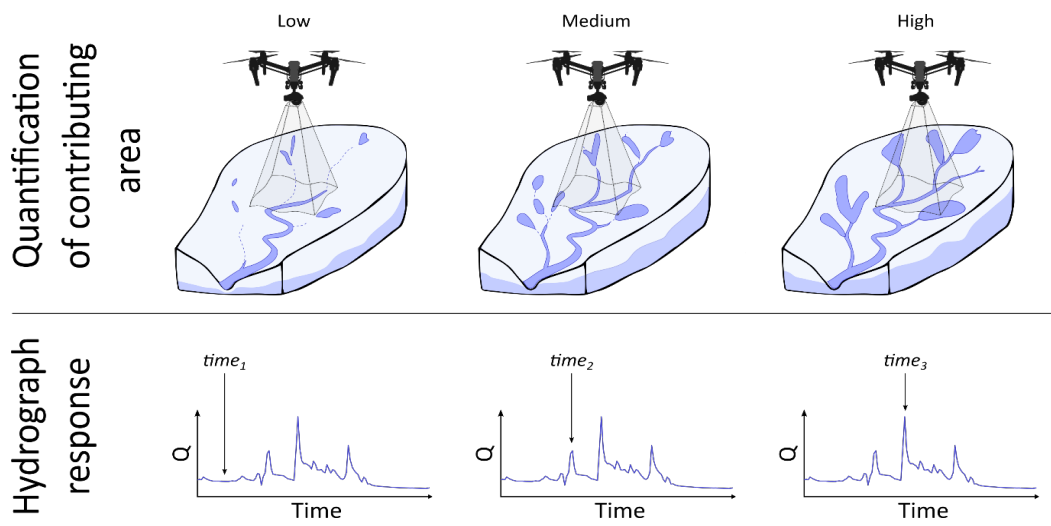 Low
Medium
High
Quantification
of contributing
area
Hydrograph
response
time₁
time₂
time₃
Q
Q
Q
Time
Time
Time